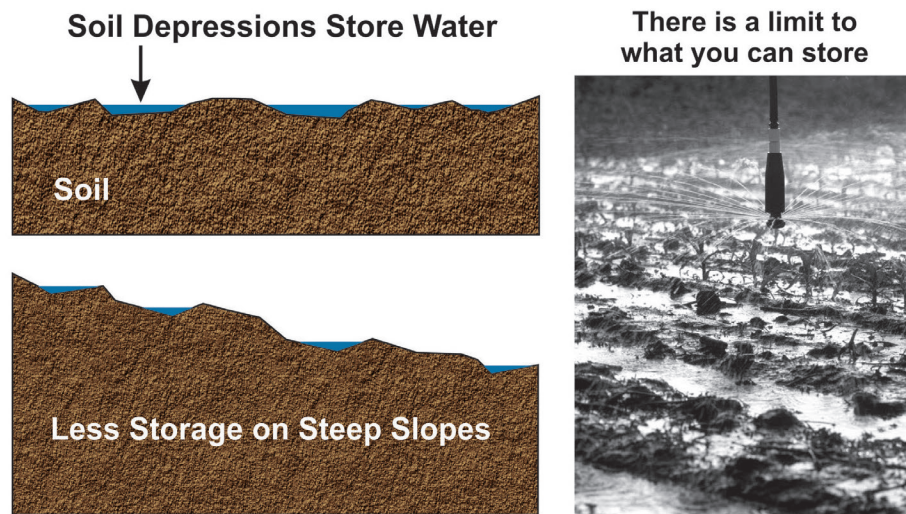 Soil Depressions Store Water
Soil
Less Storage on Steep Slopes
There is a limit to
what you can store